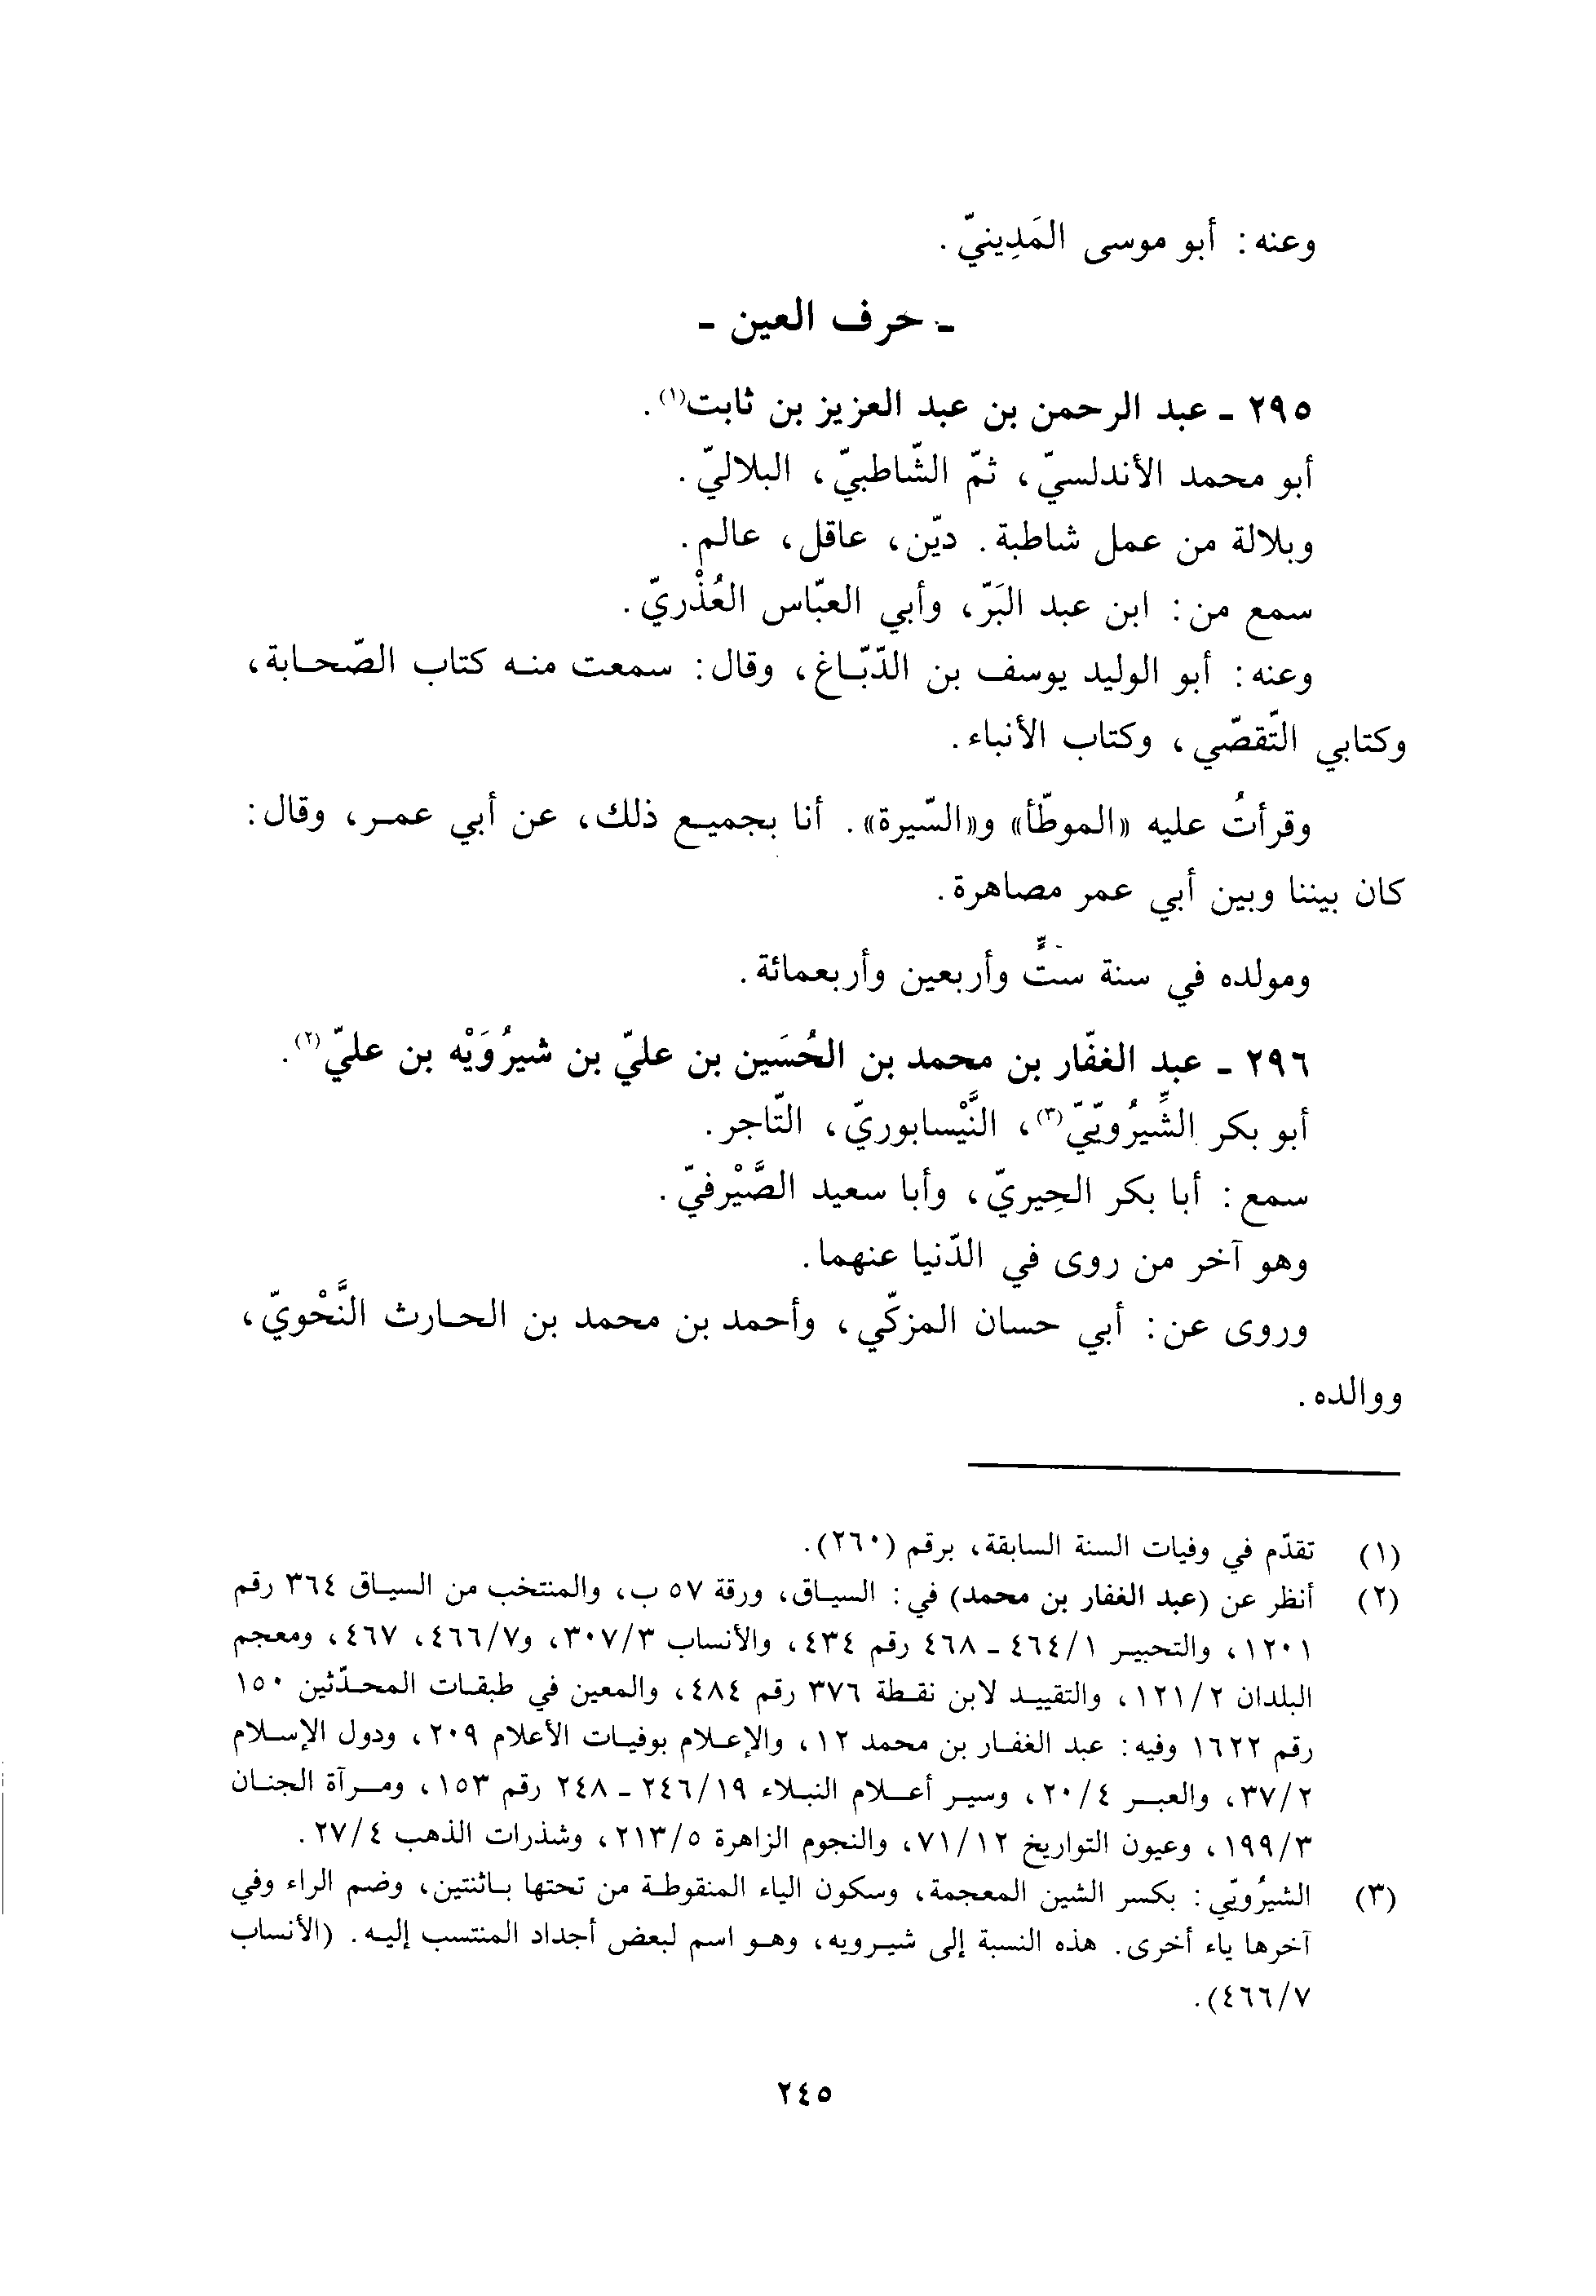 وعنه: أبو موسى المَدِينيّ.
ـ حرف العين ـ
٢٩٥ ـ عبد الرحمن بن عبد العزيز بن ثابت(١).
أبو محمد الأندلسيّ، ثمّ الشّاطبيّ، البلاليّ.
وبلالة من عمل شاطبة. ديّن، عاقل، عالم.
سمع من: ابن عبد البَرّ، وأبي العبّاس العُذْريّ.
وعنه: أبو الوليد يوسف بن الدّبّاغ، وقال: سمعت منه كتاب الصّحابة،
وكتابي التّقصّي، وكتاب الأنباء.
وقرأتُ عليه «الموطّأ» و«السّيرة». أنا بجميع ذلك، عن أبي عمر، وقال:
كان بيننا وبين أبي عمر مصاهرة.
ومولده في سنة ستٍّ وأربعين وأربعمائة.
٢٩٦ ـ عبد الغفّار بن محمد بن الحُسَين بن عليّ بن شيرُوَيْه بن عليّ(٢).
أبو بكر الشِّيرُويّيّ(٣)، النَّيْسابوريّ، التّاجر.
سمع: أبا بكر الحِيريّ، وأبا سعيد الصَّيْرفيّ.
وهو آخر من روى في الدّنيا عنهما.
وروى عن: أبي حسان المزكّي، وأحمد بن محمد بن الحارث النَّحْويّ،
ووالده.
(١) تقدّم في وفيات السنة السابقة، برقم (٢٦٠).
(٢) أنظر عن (عبد الغفار بن محمد) في: السياق، ورقة ٥٧ ب، والمنتخب من السياق ٣٦٤ رقم
١٢٠١، والتحبير ٤٦٤/١ ـ ٤٦٨ رقم ٤٣٤، والأنساب ٣٠٧/٣، و٤٦٦/٧، ٤٦٧، ومعجم
البلدان ١٢١/٢، والتقييد لابن نقطة ٣٧٦ رقم ٤٨٤، والمعين في طبقات المحدّثين ١٥٠
رقم ١٦٢٢ وفيه: عبد الغفار بن محمد ١٢، والإعلام بوفيات الأعلام ٢٠٩، ودول الإسلام
٣٧/٢، والعبر ٢٠/٤، وسير أعلام النبلاء ٢٤٦/١٩ ـ ٢٤٨ رقم ١٥٣، ومرآة الجنان
١٩٩/٣، وعيون التواريخ ٧١/١٢، والنجوم الزاهرة ٢١٣/٥، وشذرات الذهب ٢٧/٤.
(٣) الشيرُويّي: بكسر الشين المعجمة، وسكون الياء المنقوطة من تحتها باثنتين، وضم الراء وفي
آخرها ياء أخرى. هذه النسبة إلى شيرويه، وهو اسم لبعض أجداد المنتسب إليه. (الأنساب
٤٦٦/٧).
٢٤٥